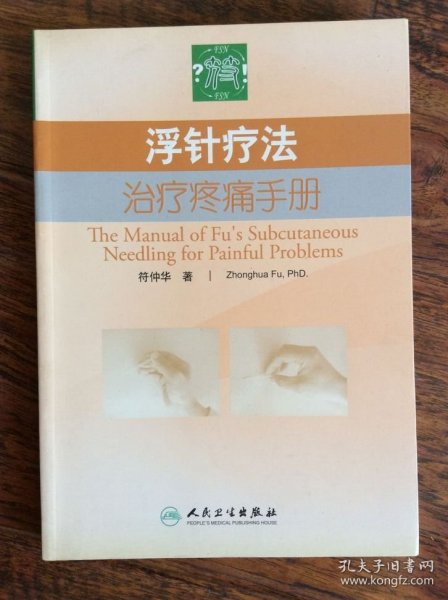 FSN
? !
FSN
浮针疗法
治疗疼痛手册
The Manual of Fu's Subcutaneous
Needling for Painful Problems
符仲华 著 | Zhonghua Fu, PhD.
人民卫生出版社
PEOPLE'S MEDICAL PUBLISHING HOUSE
孔夫子旧书网
www.kongfz.com